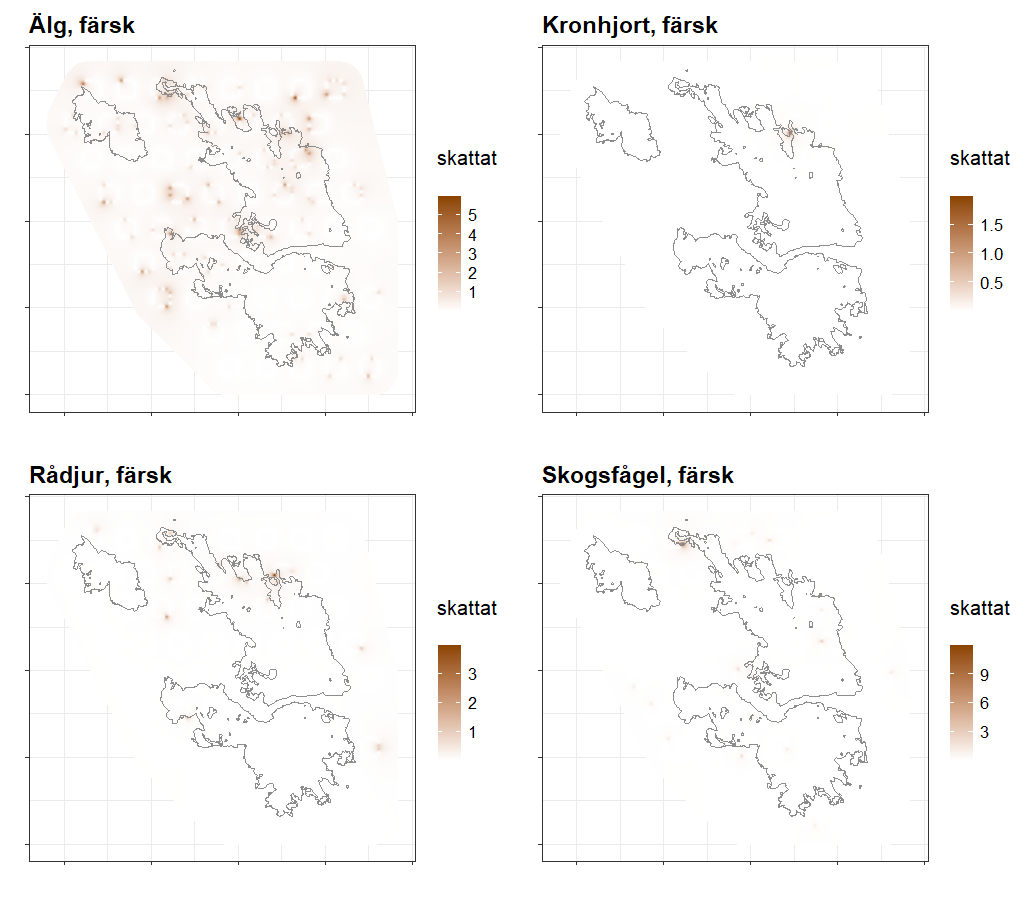 Älg, färsk
skattat
5
4
3
2
1
Kronhjort, färsk
skattat
1.5
1.0
0.5
Rådjur, färsk
skattat
3
2
1
Skogsfågel, färsk
skattat
9
6
3